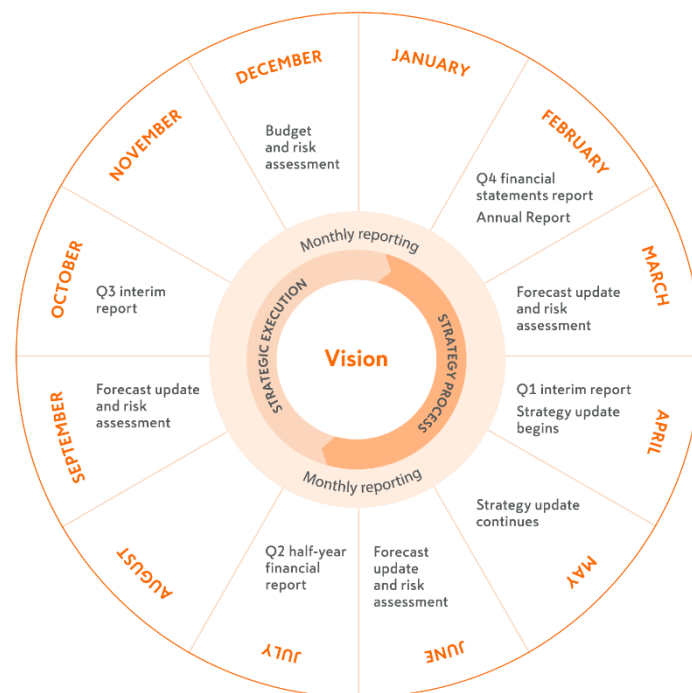 JANUARY
FEBRUARY
Q4 financial
statements report
Annual Report
MARCH
Forecast update
and risk
assessment
APRIL
Q1 interim report
Strategy update
begins
MAY
Strategy update
continues
JUNE
Forecast
update
and risk
assessment
JULY
Q2 half-year
financial
report
AUGUST
SEPTEMBER
Forecast update
and risk
assessment
OCTOBER
Q3 interim
report
NOVEMBER
DECEMBER
Budget
and risk
assessment
Monthly reporting
STRATEGY PROCESS
Monthly reporting
STRATEGIC EXECUTION
Vision